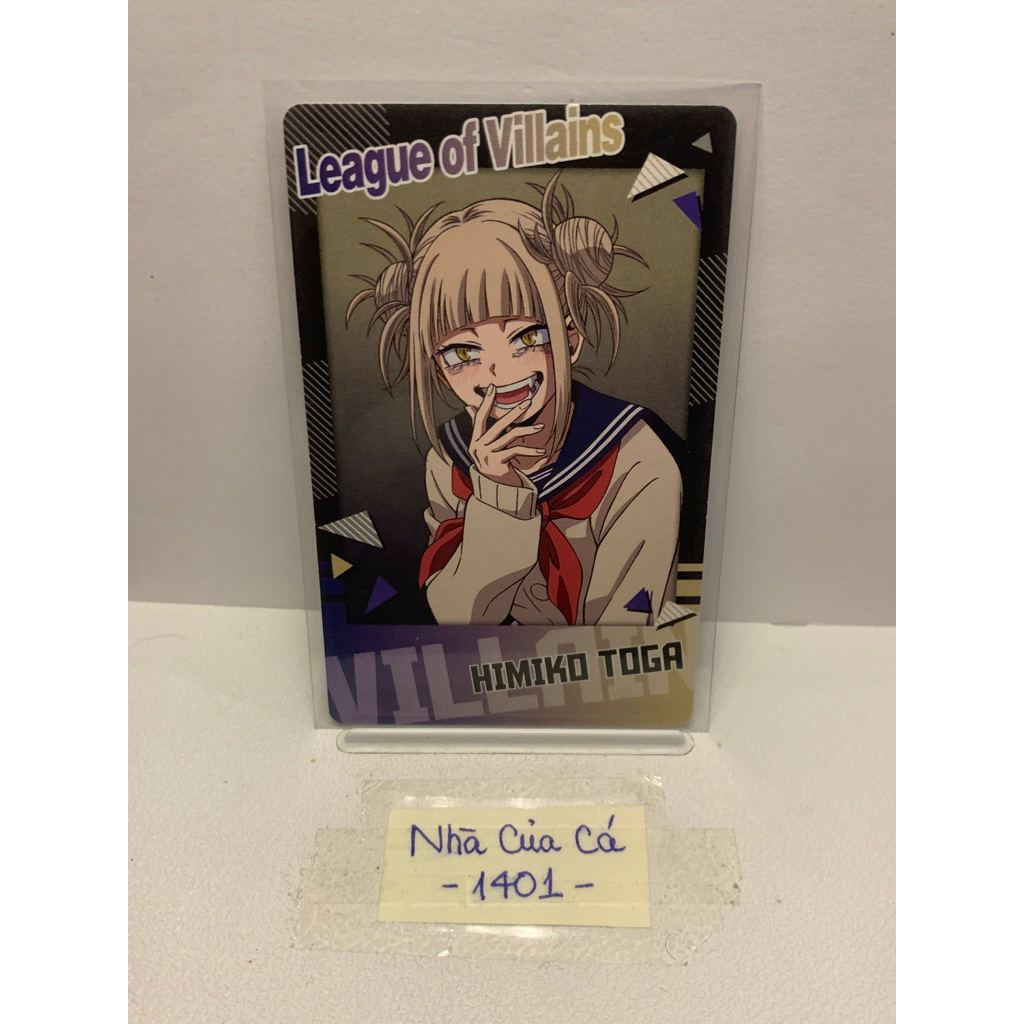 League of Villains
VILLAIN
HIMIKO TOGA
Nhà Của Cá
- 1401 -